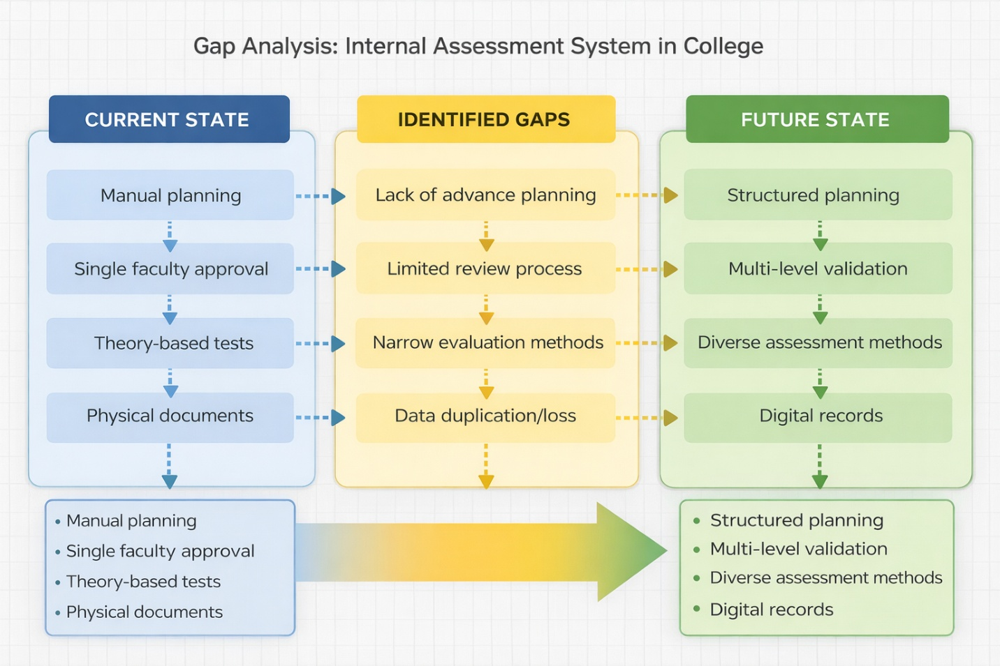 Gap Analysis: Internal Assessment System in College
CURRENT STATE
IDENTIFIED GAPS
FUTURE STATE
Manual planning
Lack of advance planning
Structured planning
Single faculty approval
Limited review process
Multi-level validation
Theory-based tests
Narrow evaluation methods
Diverse assessment methods
Physical documents
Data duplication/loss
Digital records
• Manual planning
• Single faculty approval
• Theory-based tests
• Physical documents
• Structured planning
• Multi-level validation
• Diverse assessment methods
• Digital records